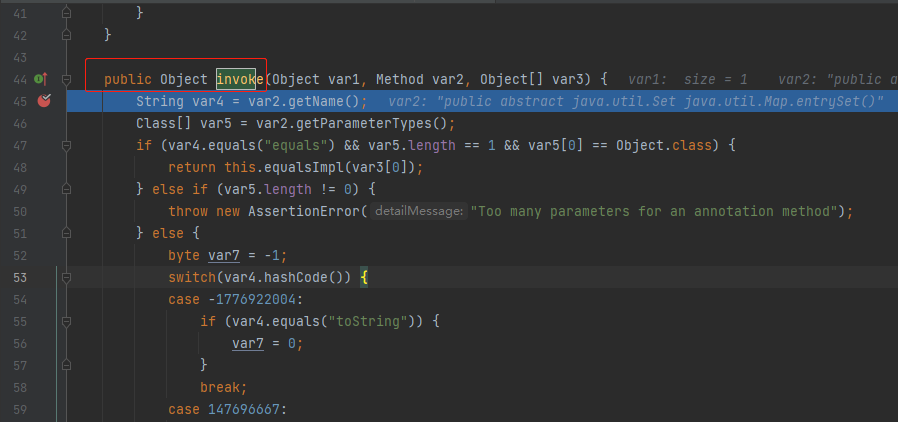 41 }
42 }
43
44 public Object invoke(Object var1, Method var2, Object[] var3) { var1: size = 1 var2: "public a
45 String var4 = var2.getName(); var2: "public abstract java.util.Set java.util.Map.entrySet()"
46 Class[] var5 = var2.getParameterTypes();
47 if (var4.equals("equals") && var5.length == 1 && var5[0] == Object.class) {
48 return this.equalsImpl(var3[0]);
49 } else if (var5.length != 0) {
50 throw new AssertionError( detailMessage: "Too many parameters for an annotation method");
51 } else {
52 byte var7 = -1;
53 switch(var4.hashCode()) {
54 case -1776922004:
55 if (var4.equals("toString")) {
56 var7 = 0;
57 }
58 break;
59 case 147696667: